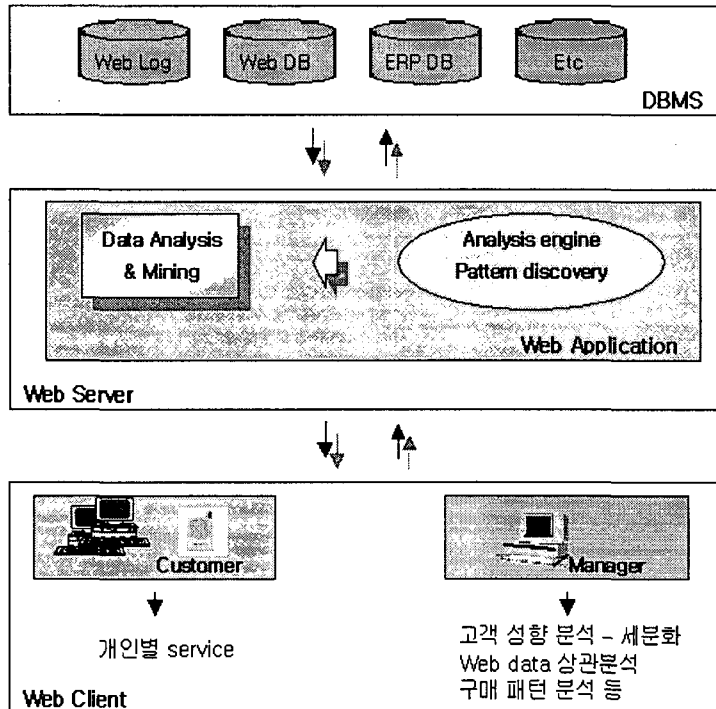 Web Log Web DB ERP DB Etc
DBMS
Data Analysis
& Mining
Analysis engine
Pattern discovery
Web Application
Web Server
Customer
Manager
개인별 service
고객 성향 분석 – 세분화
Web data 상관분석
구매 패턴 분석 등
Web Client